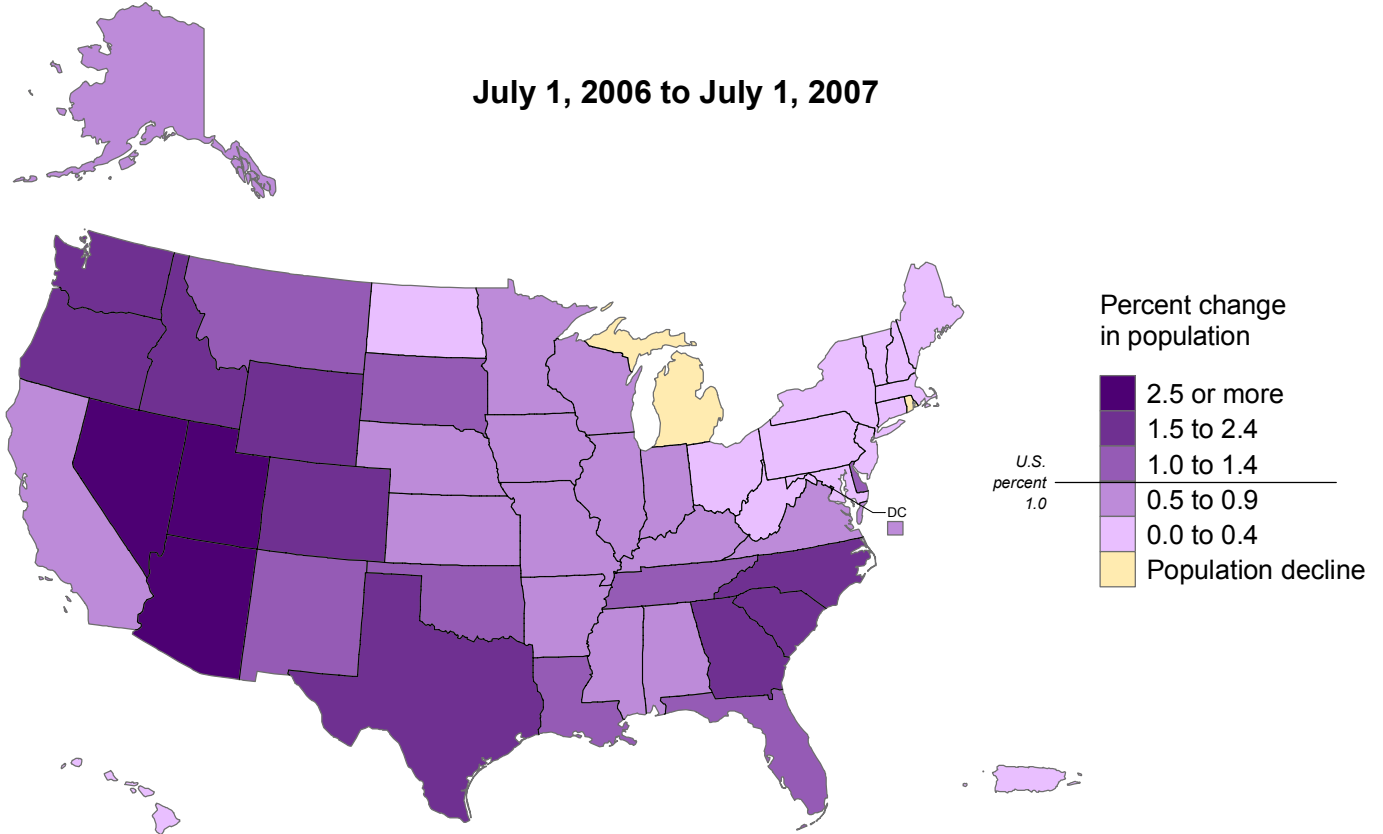 July 1, 2006 to July 1, 2007
Percent change
in population
2.5 or more
1.5 to 2.4
1.0 to 1.4
U.S.
percent
1.0
0.5 to 0.9
0.0 to 0.4
Population decline
DC